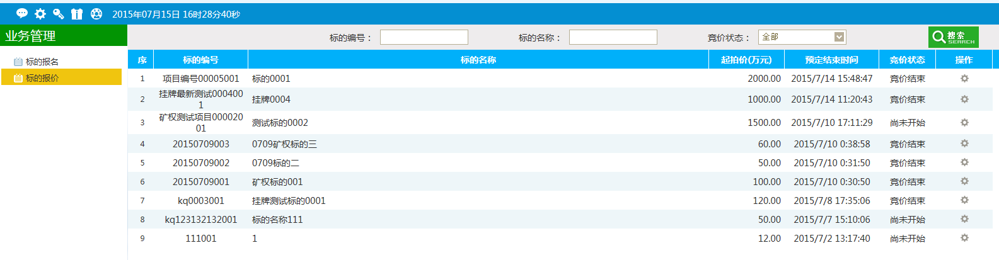 2015年07月15日 16时28分40秒
业务管理
标的编号： 标的名称： 竞价状态： 全部 搜索 SEARCH
标的报名
标的报价
序 标的编号 标的名称 起拍价(万元) 预定结束时间 竞价状态 操作
1 项目编号00005001 标的0001 2000.00 2015/7/14 15:48:47 竞价结束
2 挂牌最新测试000400
1 挂牌0004 1000.00 2015/7/14 11:20:43 竞价结束
3 矿权测试项目000020
01 测试标的0002 1500.00 2015/7/10 17:11:29 尚未开始
4 20150709003 0709矿权标的三 60.00 2015/7/10 0:38:58 竞价结束
5 20150709002 0709标的二 50.00 2015/7/10 0:31:50 竞价结束
6 20150709001 矿权标的001 100.00 2015/7/10 0:30:50 竞价结束
7 kq0003001 挂牌测试标的0001 120.00 2015/7/8 17:35:06 竞价结束
8 kq123132132001 标的名称111 50.00 2015/7/7 15:10:06 尚未开始
9 111001 1 12.00 2015/7/2 13:17:40 尚未开始